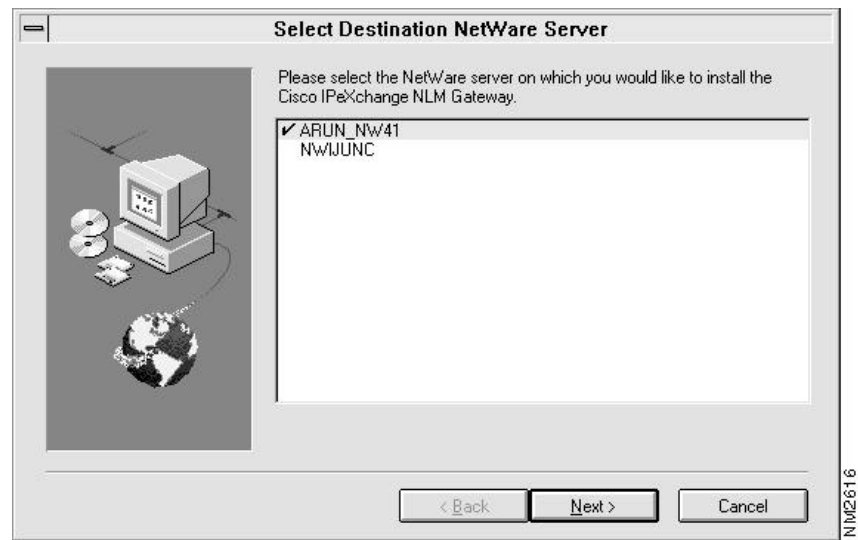 Select Destination NetWare Server
Please select the NetWare server on which you would like to install the
Cisco IPeXchange NLM Gateway.
✔ ARUN_NW41
NWIJUNC
< Back
Next >
Cancel
NM2616